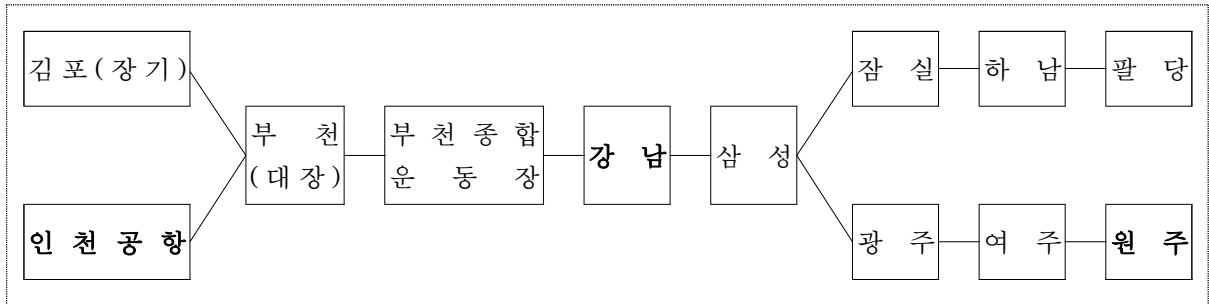 김포(장기)
인천공항
부천
(대장)
부천종합
운동장
강남
삼성
잠실
하남
팔당
광주
여주
원주